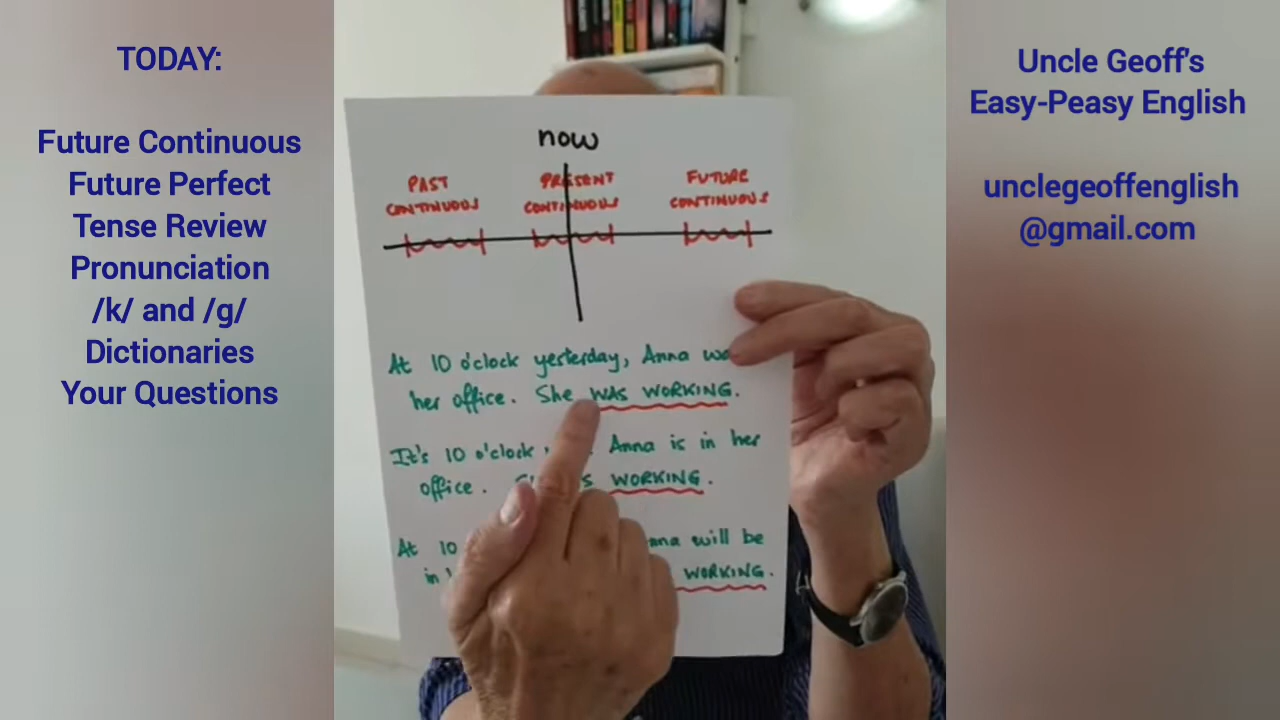 TODAY:
Future Continuous
Future Perfect
Tense Review
Pronunciation
/k/ and /g/
Dictionaries
Your Questions
now
PAST
CONTINUOUS
PRESENT
CONTINUOUS
FUTURE
CONTINUOUS
At 10 o'clock yesterday, Anna
her office. She WAS WORKING.
It's 10 o'clock Anna is in her
office. WORKING.
At 10 will be
in WORKING.
Uncle Geoff's
Easy-Peasy English
unclegeoffenglish
@gmail.com